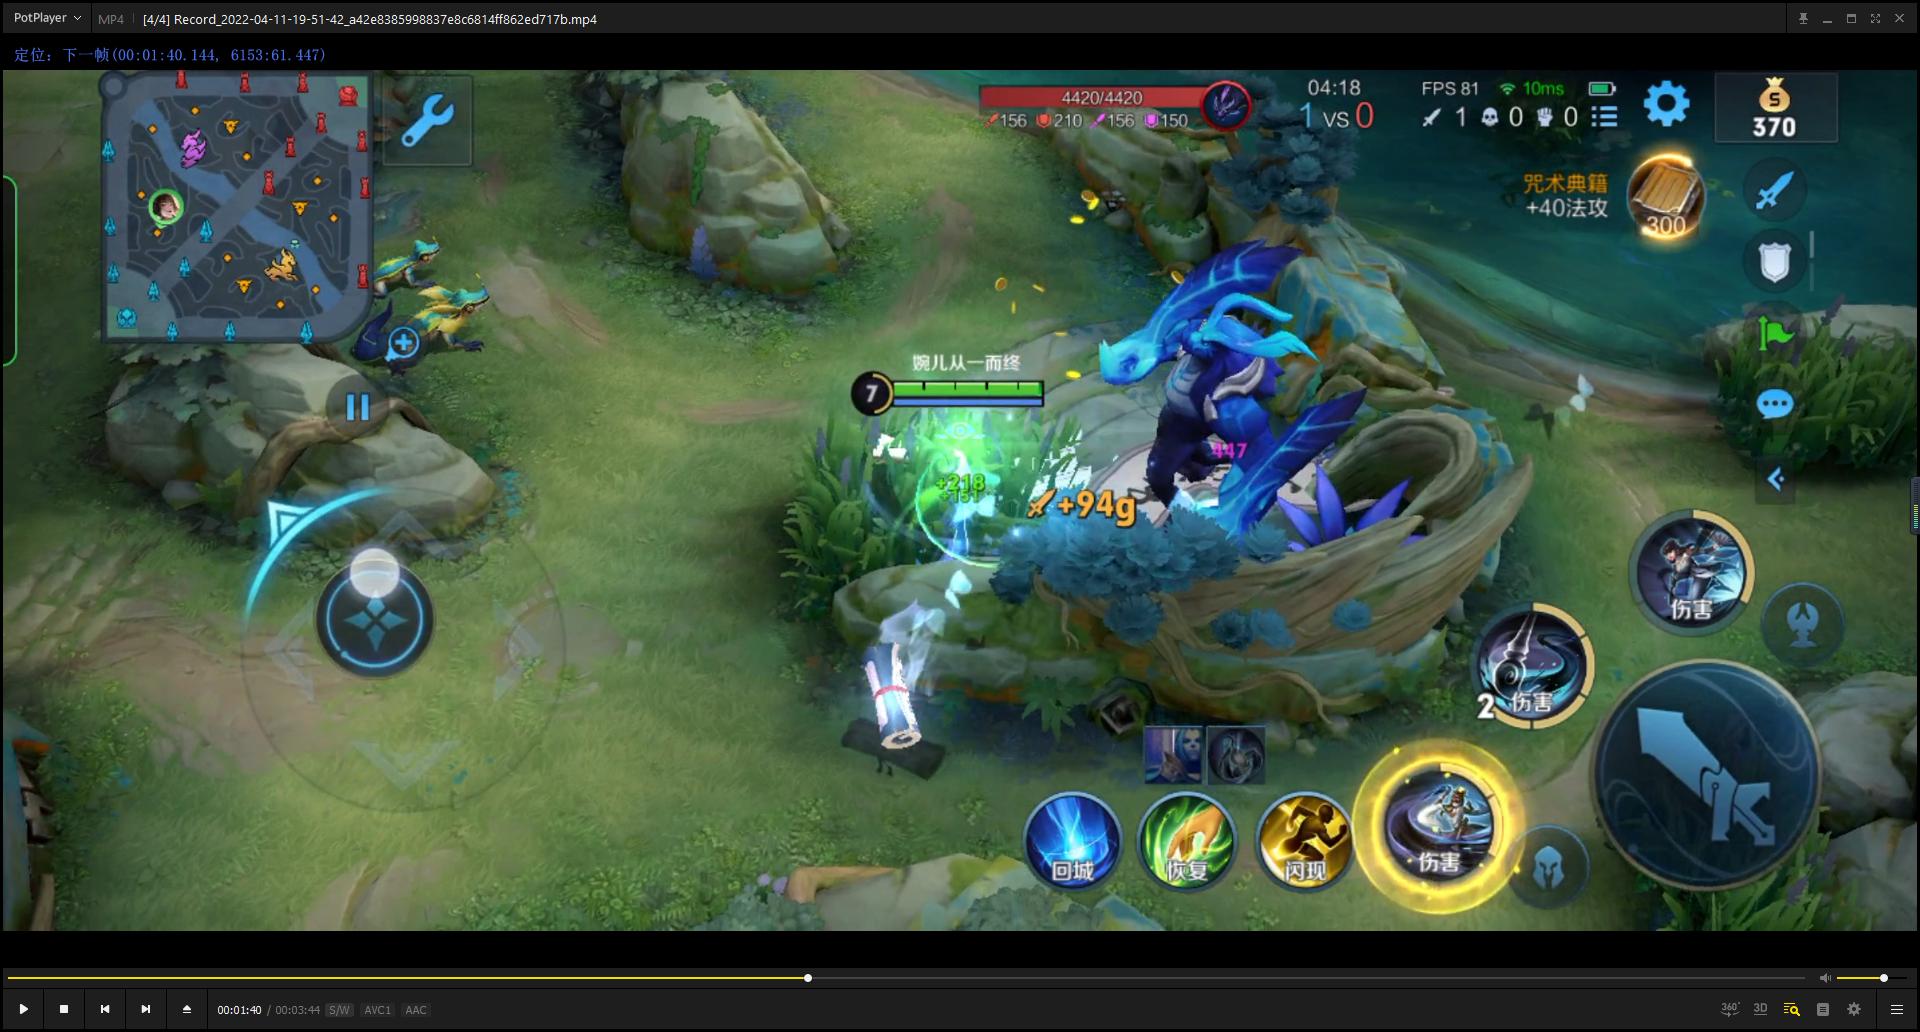 PotPlayer
MP4
[4/4] Record_2022-04-11-19-51-42_a42e8385998837e8c6814ff862ed717b.mp4
定位: 下一帧(00:01:40.144, 6153:61.447)
4420/4420
156
210
156
150
04:18
1 VS 0
FPS 81
10ms
1
0
0
S
370
咒术典籍
+40法攻
300
婉儿从一而终
7
447
+218
+151
+94g
伤害
2
伤害
伤害
回城
恢复
闪现
00:01:40 / 00:03:44
S/W
AVC1
AAC
360°
3D